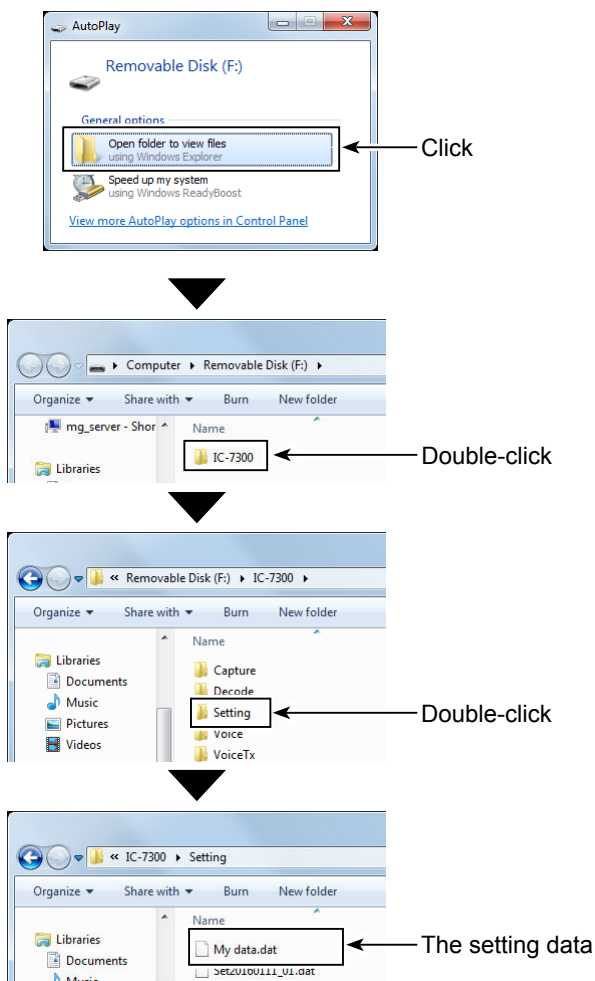 AutoPlay
Removable Disk (F:)
General options
Open folder to view files
using Windows Explorer
Click
Speed up my system
using Windows ReadyBoost
View more AutoPlay options in Control Panel
Computer Removable Disk (F:)
Organize Share with Burn New folder
mg_server - Shor Name
IC-7300 Double-click
Libraries
« Removable Disk (F:) IC-7300
Organize Share with Burn New folder
Name
Libraries Capture
Documents Decode
Music Setting Double-click
Pictures Voice
Videos VoiceTx
« IC-7300 Setting
Organize Share with Burn New folder
Name
Libraries My data.dat The setting data
Documents Set20160111_01.dat
Music